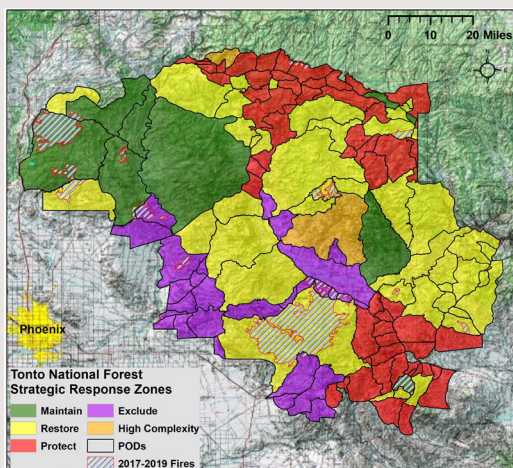 0 10 20 Miles
N
W E
S
Phoenix
Tonto National Forest
Strategic Response Zones
Maintain Exclude
Restore High Complexity
Protect PODs
2017-2019 Fires